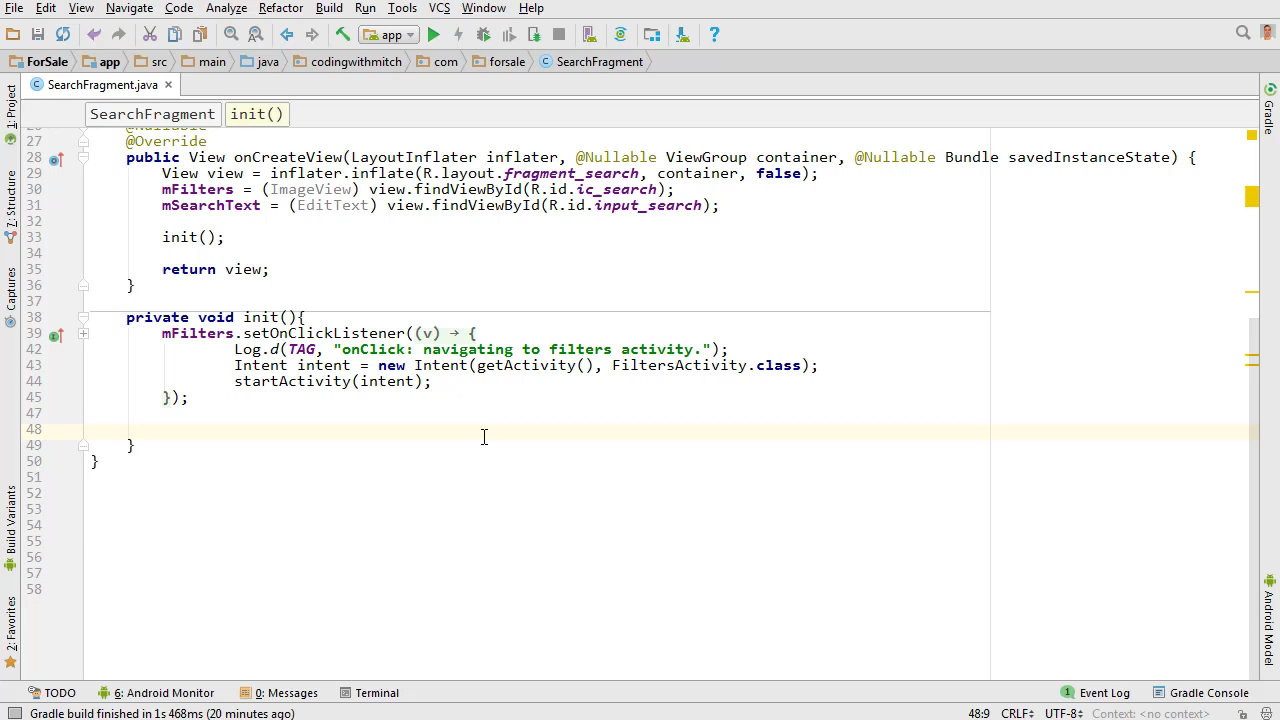 File Edit View Navigate Code Analyze Refactor Build Run Tools VCS Window Help
app
ForSale app src main java codingwithmitch com forsale SearchFragment
SearchFragment.java
SearchFragment init()
26 @Nullable
27 @Override
28 public View onCreateView(LayoutInflater inflater, @Nullable ViewGroup container, @Nullable Bundle savedInstanceState) {
29 View view = inflater.inflate(R.layout.fragment_search, container, false);
30 mFilters = (ImageView) view.findViewById(R.id.ic_search);
31 mSearchText = (EditText) view.findViewById(R.id.input_search);
32
33 init();
34
35 return view;
36 }
37
38 private void init(){
39 mFilters.setOnClickListener((v) → {
42 Log.d(TAG, "onClick: navigating to filters activity.");
43 Intent intent = new Intent(getActivity(), FiltersActivity.class);
44 startActivity(intent);
45 });
47
48
49 }
50 }
51
52
53
54
55
56
57
58
1: Project
7: Structure
Captures
Build Variants
2: Favorites
Gradle
Android Model
TODO 6: Android Monitor 0: Messages Terminal Event Log Gradle Console
Gradle build finished in 1s 468ms (20 minutes ago) 48:9 CRLF UTF-8 Context: <no context>